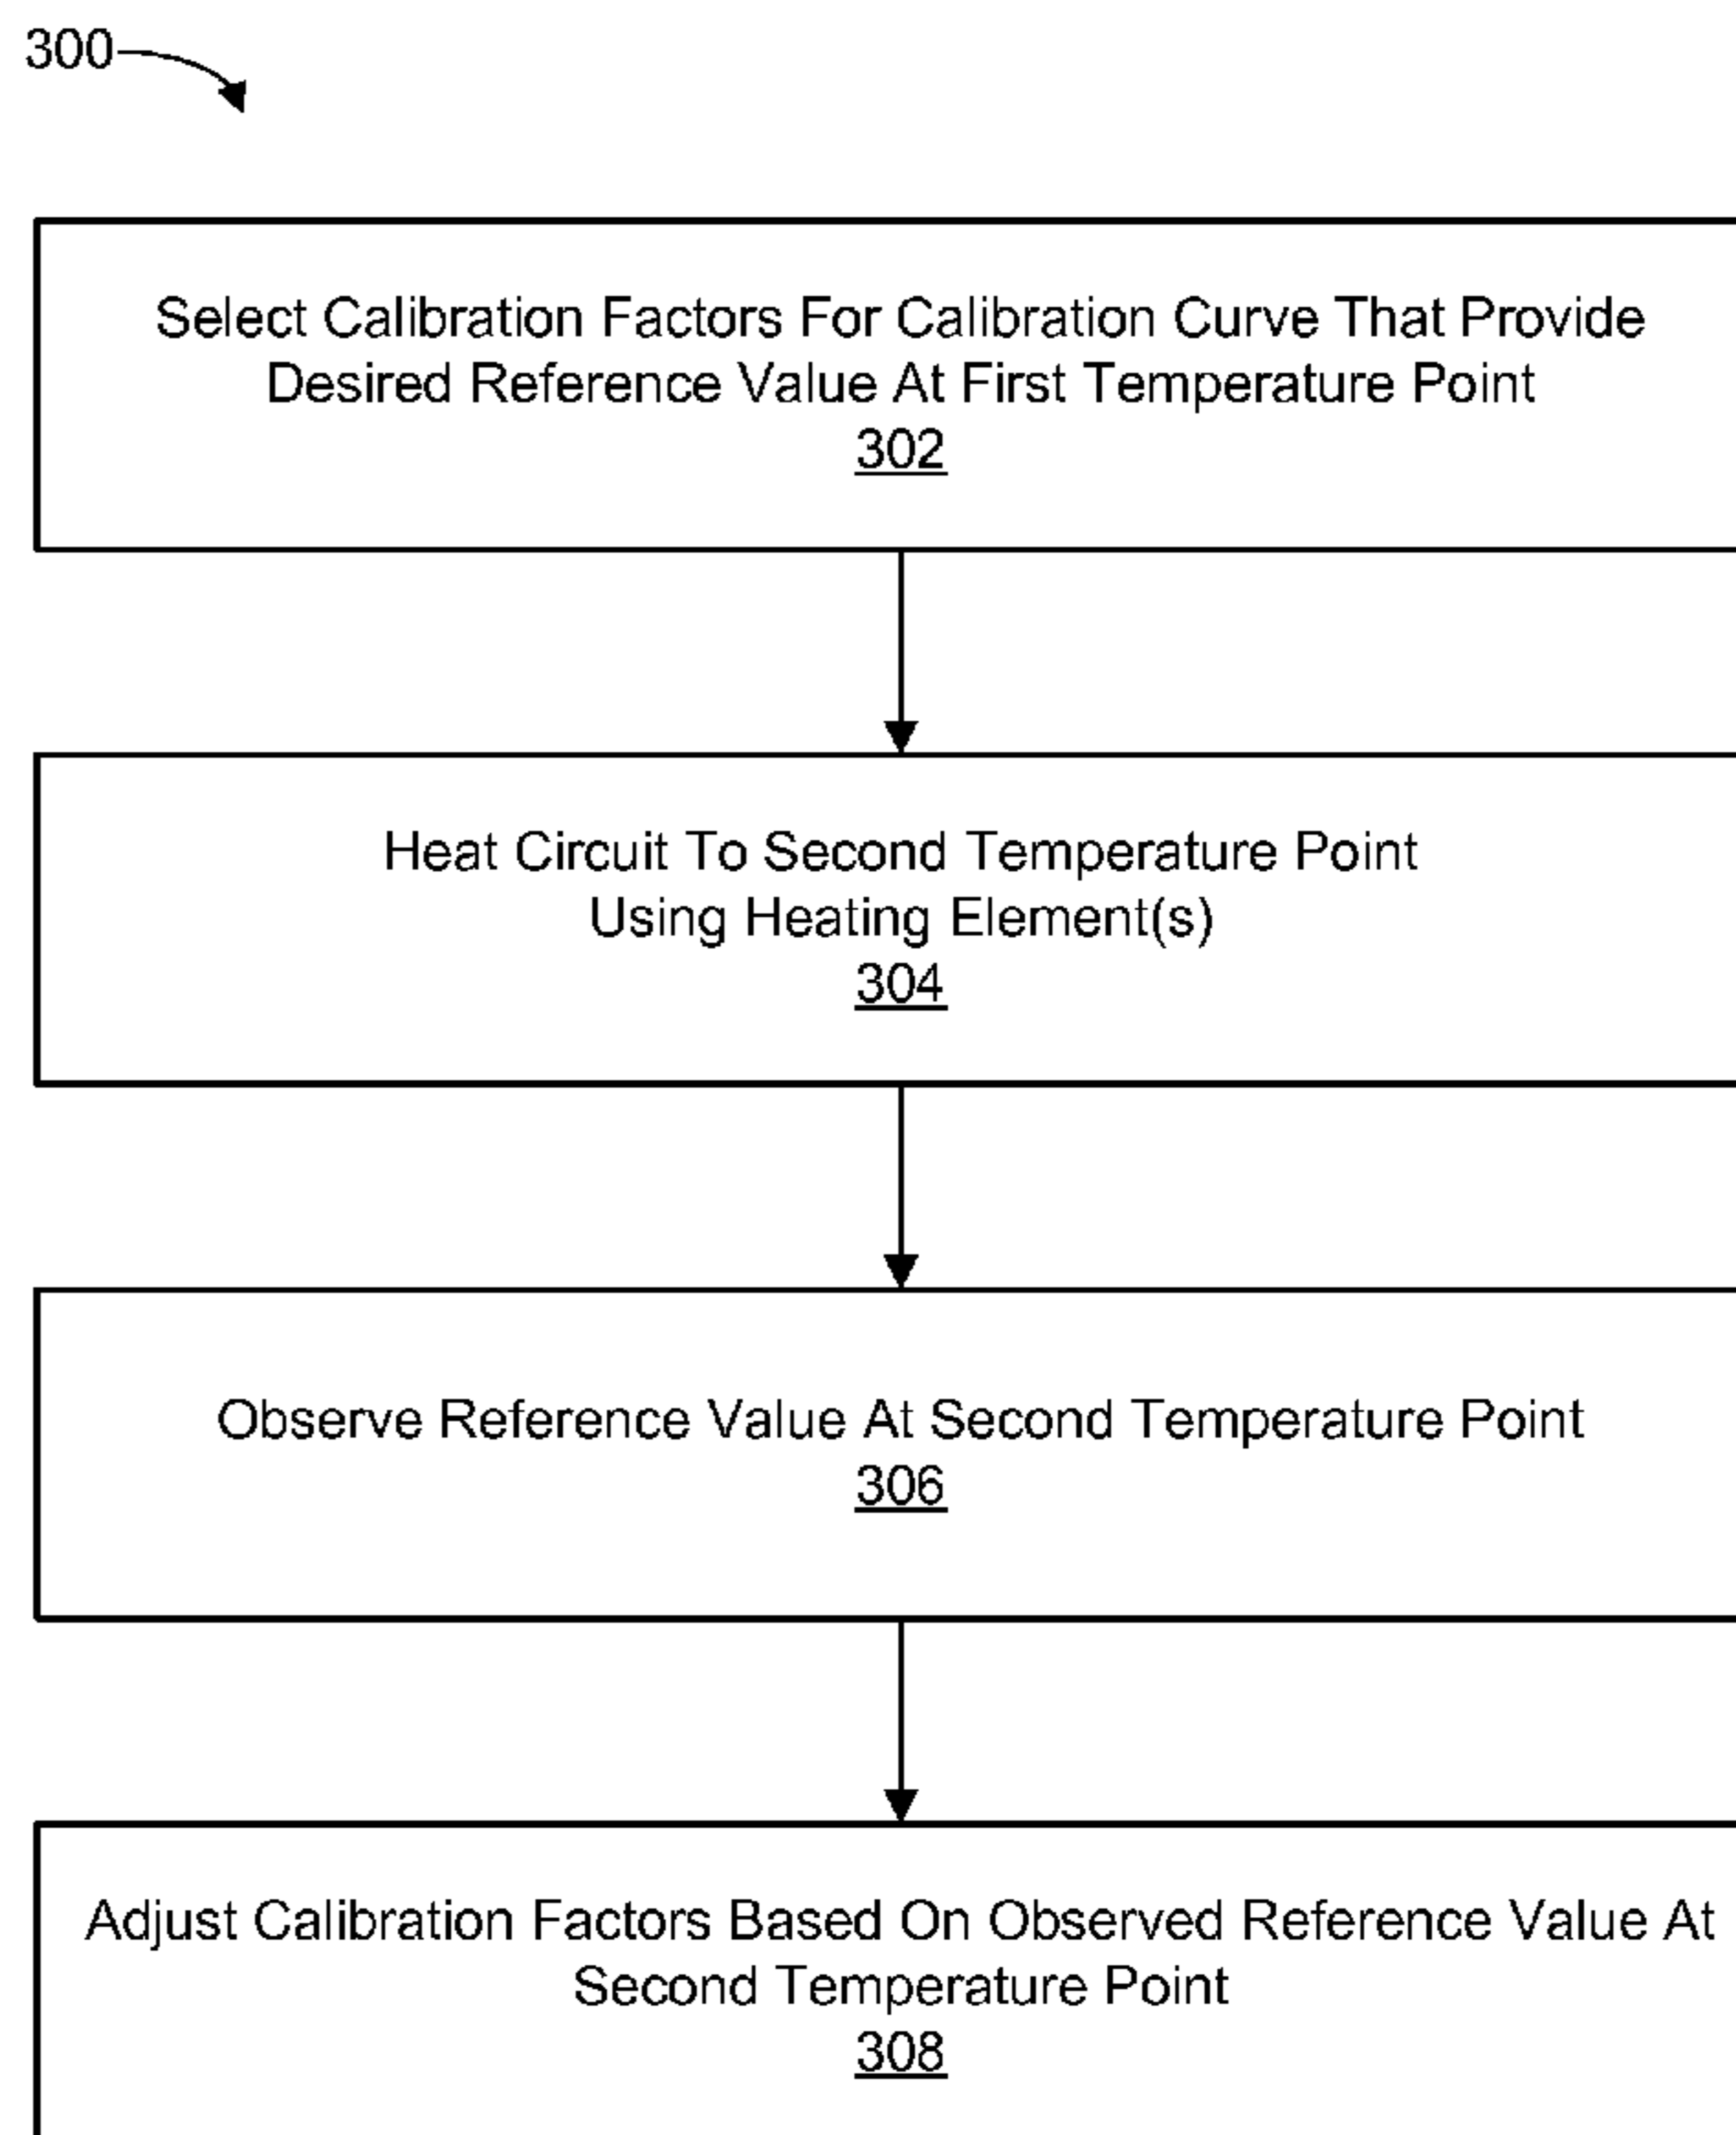 300
Select Calibration Factors For Calibration Curve That Provide
Desired Reference Value At First Temperature Point
302
Heat Circuit To Second Temperature Point
Using Heating Element(s)
304
Observe Reference Value At Second Temperature Point
306
Adjust Calibration Factors Based On Observed Reference Value At
Second Temperature Point
308